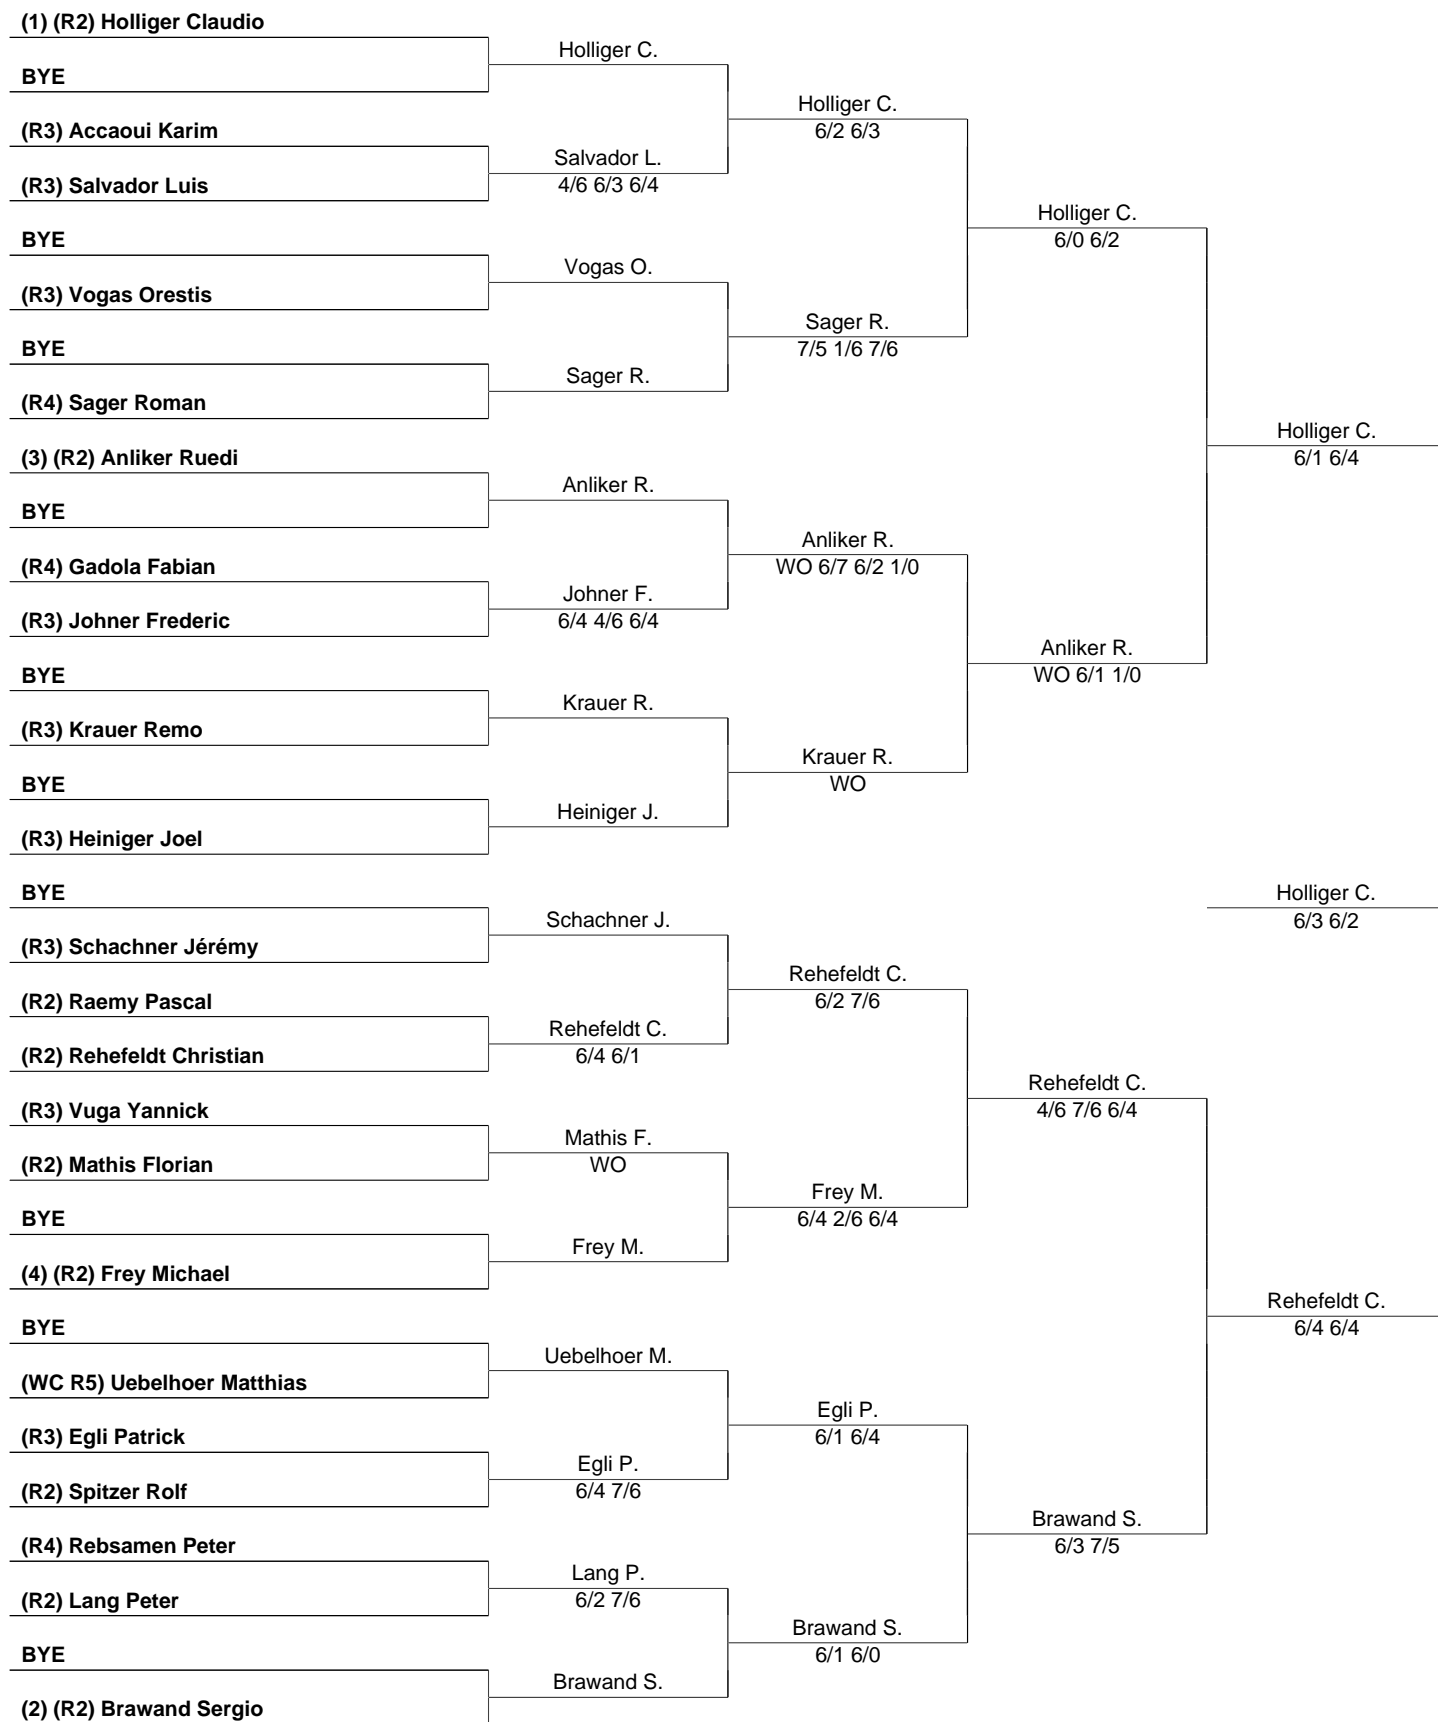 (1) (R2) Holliger Claudio
BYE
(R3) Accaoui Karim
(R3) Salvador Luis
BYE
(R3) Vogas Orestis
BYE
(R4) Sager Roman
(3) (R2) Anliker Ruedi
BYE
(R4) Gadola Fabian
(R3) Johner Frederic
BYE
(R3) Krauer Remo
BYE
(R3) Heiniger Joel
BYE
(R3) Schachner Jérémy
(R2) Raemy Pascal
(R2) Rehefeldt Christian
(R3) Vuga Yannick
(R2) Mathis Florian
BYE
(4) (R2) Frey Michael
BYE
(WC R5) Uebelhoer Matthias
(R3) Egli Patrick
(R2) Spitzer Rolf
(R4) Rebsamen Peter
(R2) Lang Peter
BYE
(2) (R2) Brawand Sergio
Holliger C.
Salvador L.
4/6 6/3 6/4
Vogas O.
Sager R.
Anliker R.
Johner F.
6/4 4/6 6/4
Krauer R.
Heiniger J.
Schachner J.
Rehefeldt C.
6/4 6/1
Mathis F.
WO
Frey M.
Uebelhoer M.
Egli P.
6/4 7/6
Lang P.
6/2 7/6
Brawand S.
Holliger C.
6/2 6/3
Sager R.
7/5 1/6 7/6
Anliker R.
WO 6/7 6/2 1/0
Krauer R.
WO
Rehefeldt C.
6/2 7/6
Frey M.
6/4 2/6 6/4
Egli P.
6/1 6/4
Brawand S.
6/1 6/0
Holliger C.
6/0 6/2
Anliker R.
WO 6/1 1/0
Rehefeldt C.
4/6 7/6 6/4
Brawand S.
6/3 7/5
Holliger C.
6/1 6/4
Holliger C.
6/3 6/2
Rehefeldt C.
6/4 6/4